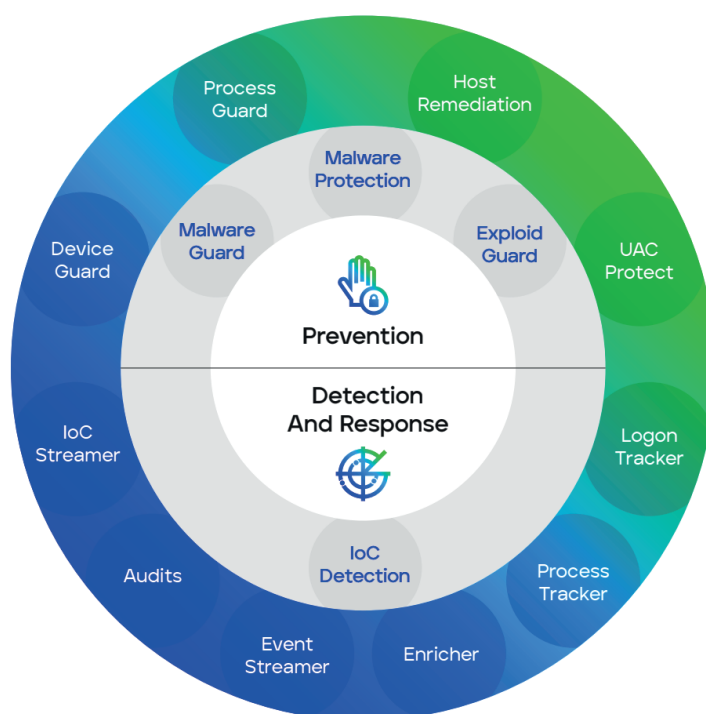 Process
Guard
Host
Remediation
Malware
Protection
Malware
Guard
Exploid
Guard
Device
Guard
UAC
Protect
Prevention
Detection
And Response
IoC
Streamer
Logon
Tracker
IoC
Detection
Audits
Process
Tracker
Event
Streamer
Enricher